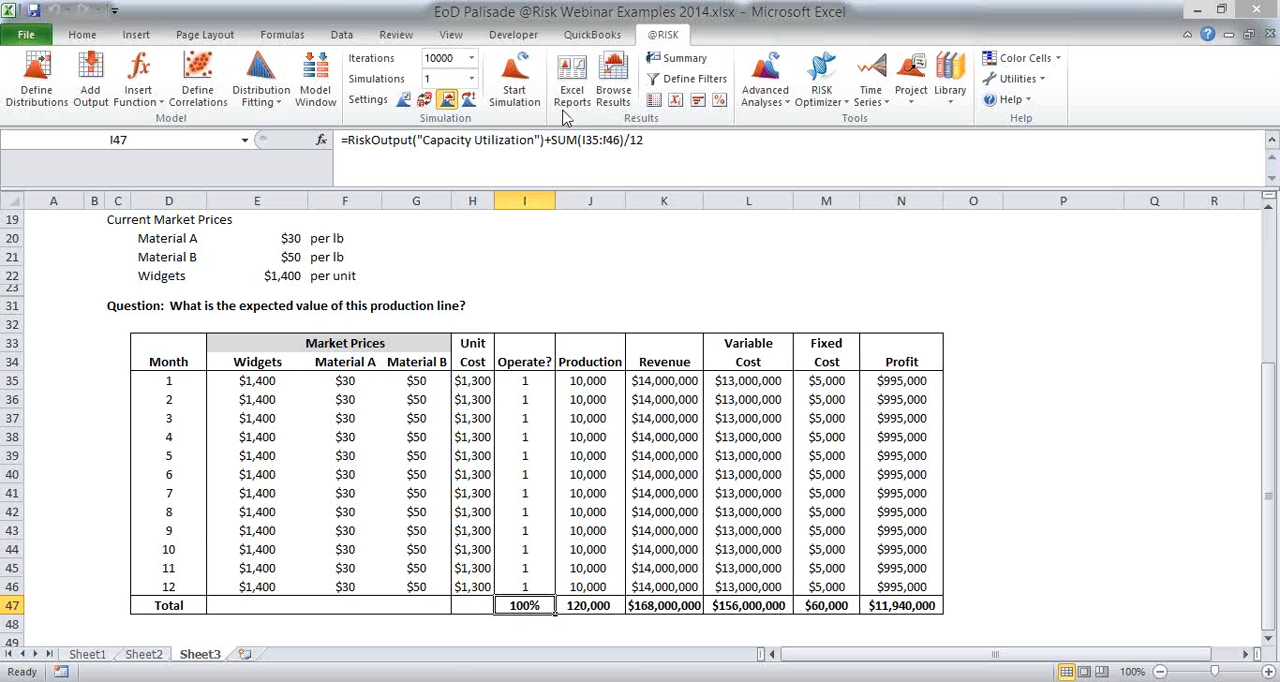 EoD Palisade @Risk Webinar Examples 2014.xlsx - Microsoft Excel
File Home Insert Page Layout Formulas Data Review View Developer QuickBooks @RISK
Define Distributions
Add Output
Insert Function
Define Correlations
Distribution Fitting
Model Window
Model
Iterations 10000
Simulations 1
Settings
Start Simulation
Simulation
Excel Reports
Browse Results
Summary
Define Filters
Results
Advanced Analyses
RISK Optimizer
Time Series
Project
Library
Tools
Color Cells
Utilities
Help
Help
I47 fx =RiskOutput("Capacity Utilization")+SUM(I35:I46)/12
A B C D E F G H I J K L M N O P Q R
19 Current Market Prices
20 Material A $30 per lb
21 Material B $50 per lb
22 Widgets $1,400 per unit
23
31 Question: What is the expected value of this production line?
32
33 Market Prices Unit Variable Fixed
34 Month Widgets Material A Material B Cost Operate? Production Revenue Cost Cost Profit
35 1 $1,400 $30 $50 $1,300 1 10,000 $14,000,000 $13,000,000 $5,000 $995,000
36 2 $1,400 $30 $50 $1,300 1 10,000 $14,000,000 $13,000,000 $5,000 $995,000
37 3 $1,400 $30 $50 $1,300 1 10,000 $14,000,000 $13,000,000 $5,000 $995,000
38 4 $1,400 $30 $50 $1,300 1 10,000 $14,000,000 $13,000,000 $5,000 $995,000
39 5 $1,400 $30 $50 $1,300 1 10,000 $14,000,000 $13,000,000 $5,000 $995,000
40 6 $1,400 $30 $50 $1,300 1 10,000 $14,000,000 $13,000,000 $5,000 $995,000
41 7 $1,400 $30 $50 $1,300 1 10,000 $14,000,000 $13,000,000 $5,000 $995,000
42 8 $1,400 $30 $50 $1,300 1 10,000 $14,000,000 $13,000,000 $5,000 $995,000
43 9 $1,400 $30 $50 $1,300 1 10,000 $14,000,000 $13,000,000 $5,000 $995,000
44 10 $1,400 $30 $50 $1,300 1 10,000 $14,000,000 $13,000,000 $5,000 $995,000
45 11 $1,400 $30 $50 $1,300 1 10,000 $14,000,000 $13,000,000 $5,000 $995,000
46 12 $1,400 $30 $50 $1,300 1 10,000 $14,000,000 $13,000,000 $5,000 $995,000
47 Total 100% 120,000 $168,000,000 $156,000,000 $60,000 $11,940,000
48
49
Sheet1 Sheet2 Sheet3
Ready 100%